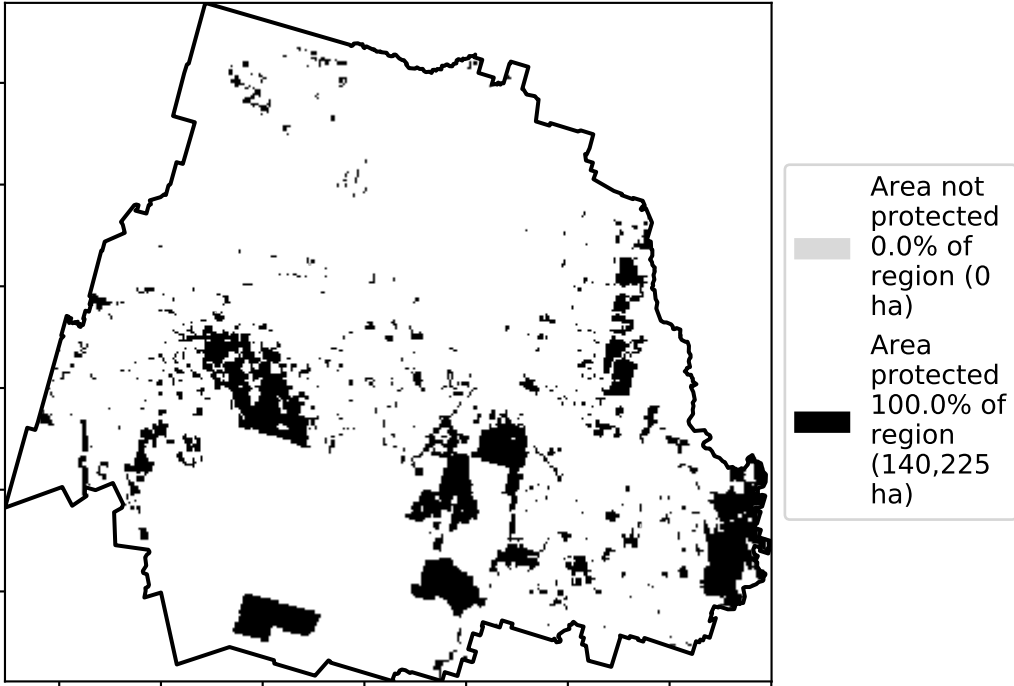 Area not
protected
0.0% of
region (0
ha)
Area
protected
100.0% of
region
(140,225
ha)